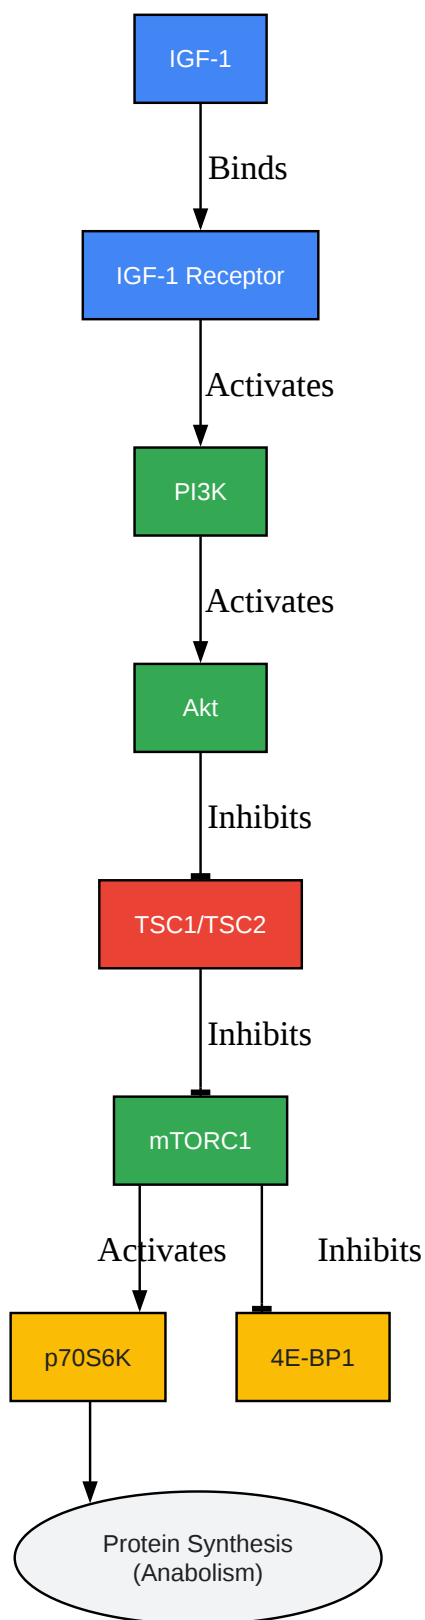 IGF-1
Binds
IGF-1 Receptor
Activates
PI3K
Activates
Akt
Inhibits
TSC1/TSC2
Inhibits
mTORC1
Activates
Inhibits
p70S6K
4E-BP1
Protein Synthesis
(Anabolism)